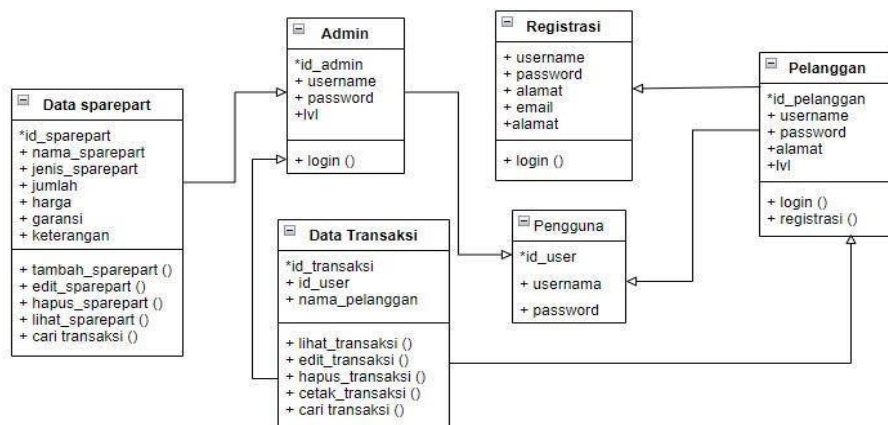 Admin
*id_admin
+ username
+ password
+lvl
+ login ()
Registrasi
+ username
+ password
+ alamat
+ email
+alamat
+ login ()
Pelanggan
*id_pelanggan
+ username
+ password
+alamat
+lvl
+ login ()
+ registrasi ()
Data sparepart
*id_sparepart
+ nama_sparepart
+ jenis_sparepart
+ jumlah
+ harga
+ garansi
+ keterangan
+ tambah_sparepart ()
+ edit_sparepart ()
+ hapus_sparepart ()
+ lihat_sparepart ()
+ cari transaksi ()
Data Transaksi
*id_transaksi
+ id_user
+ nama_pelanggan
+ lihat_transaksi ()
+ edit_transaksi ()
+ hapus_transaksi ()
+ cetak_transaksi ()
+ cari transaksi ()
Pengguna
*id_user
+ usernama
+ password